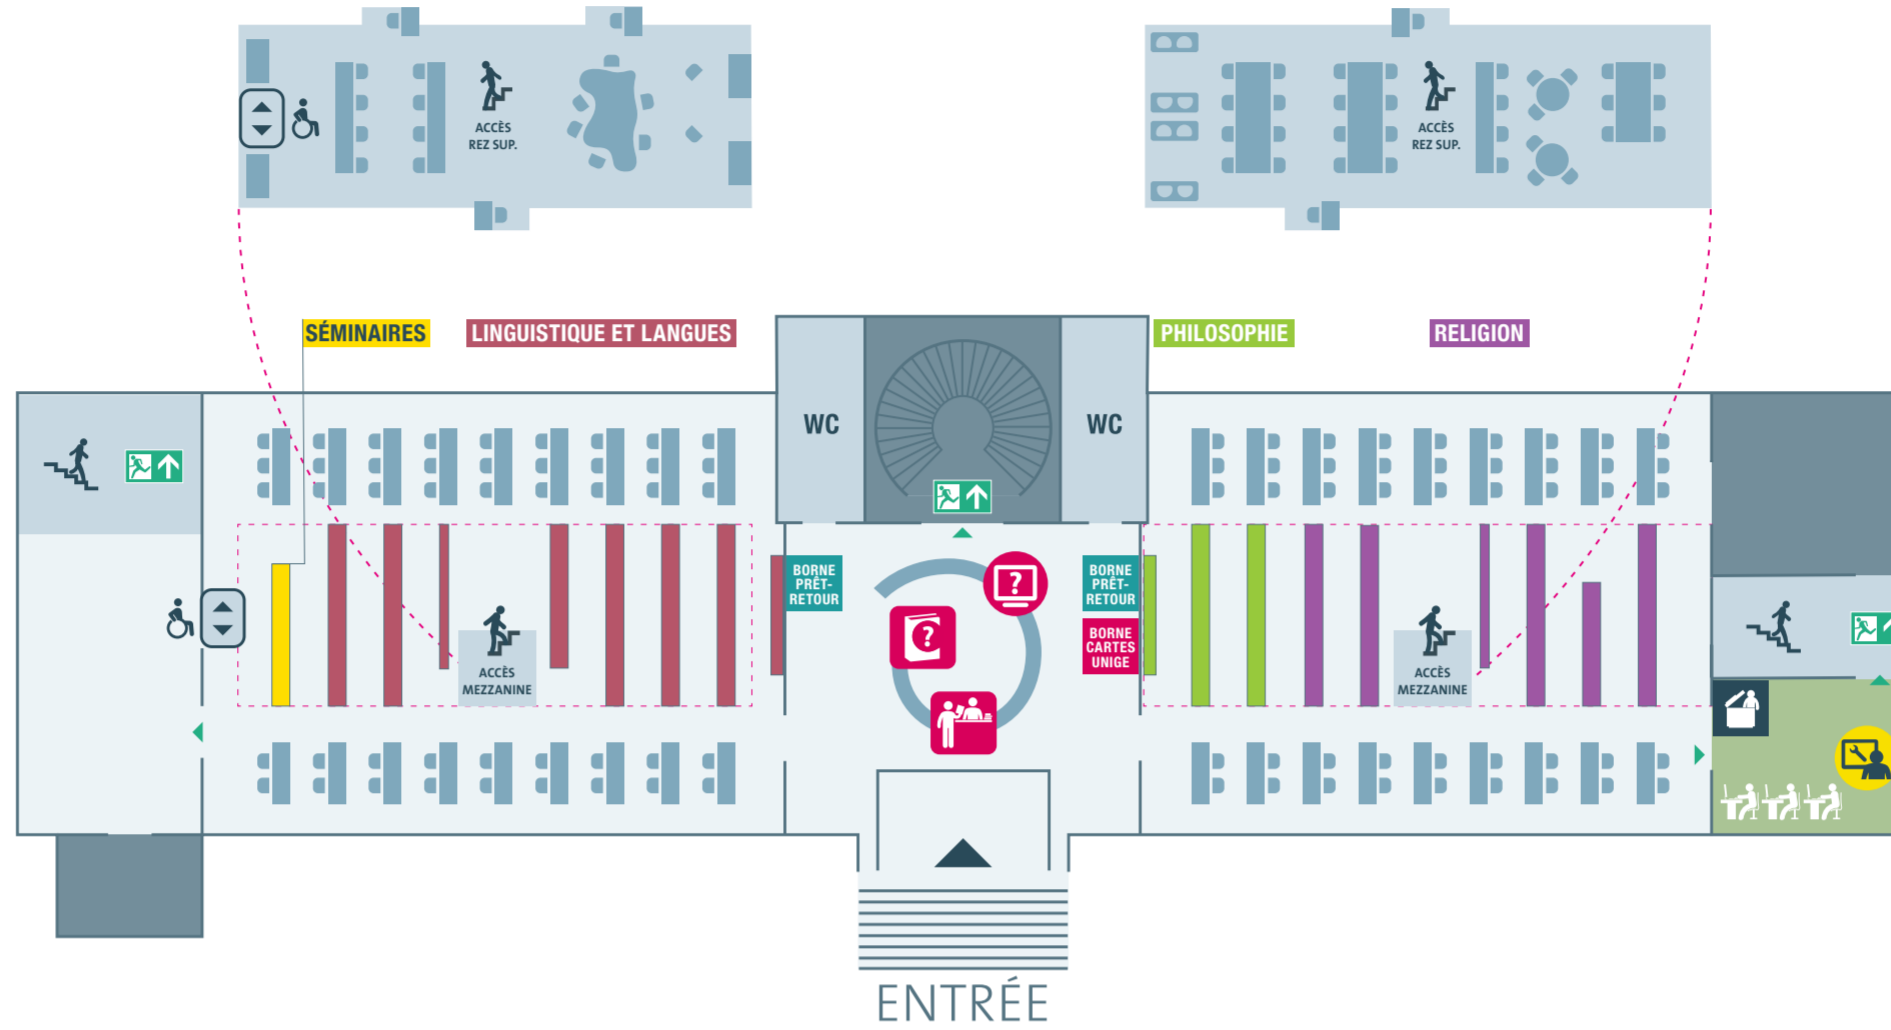 ACCÈS
REZ SUP.
ACCÈS
REZ SUP.
SÉMINAIRES
LINGUISTIQUE ET LANGUES
PHILOSOPHIE
RELIGION
WC
WC
BORNE
PRÊT-
RETOUR
BORNE
PRÊT-
RETOUR
?
?
BORNE
CARTES
UNIGE
ACCÈS
MEZZANINE
ACCÈS
MEZZANINE
ENTRÉE